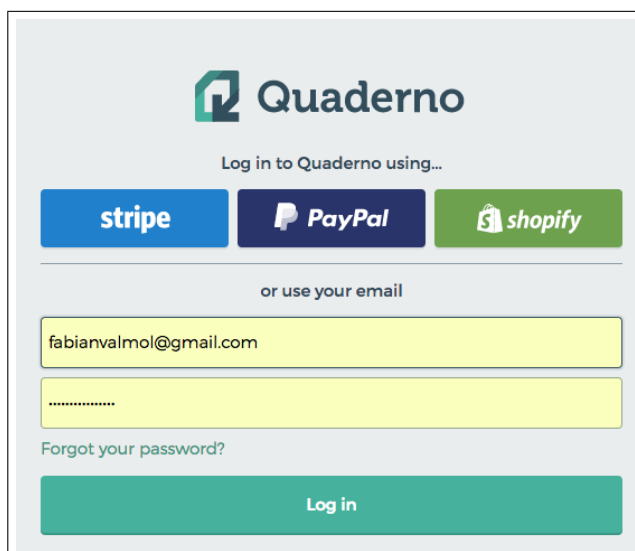 Quaderno
Log in to Quaderno using...
stripe PayPal shopify
or use your email
fabianvalmol@gmail.com
••••••••••••••••
Forgot your password?
Log in